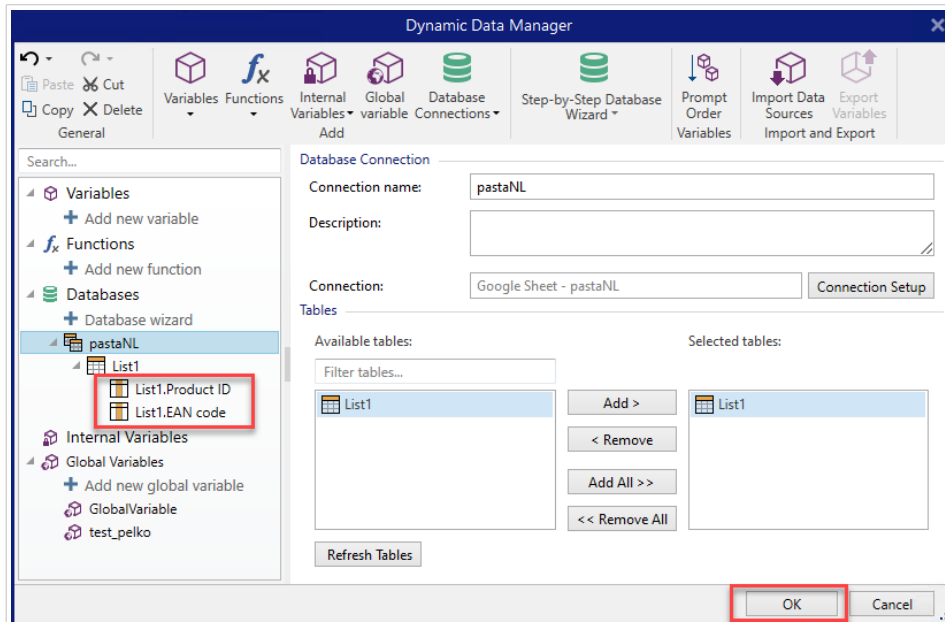 Dynamic Data Manager
Paste Cut
Copy Delete
General
Variables
Functions
Internal Variables
Global variable
Database Connections
Add
Step-by-Step Database Wizard
Prompt Order
Variables
Import Data Sources
Export Variables
Import and Export
Search...
Variables
Add new variable
Functions
Add new function
Databases
Database wizard
pastaNL
List1
List1.Product ID
List1.EAN code
Internal Variables
Global Variables
Add new global variable
GlobalVariable
test_pelko
Database Connection
Connection name: pastaNL
Description:
Connection: Google Sheet - pastaNL Connection Setup
Tables
Available tables: Selected tables:
Filter tables...
List1 Add > List1
< Remove
Add All >>
<< Remove All
Refresh Tables
OK Cancel